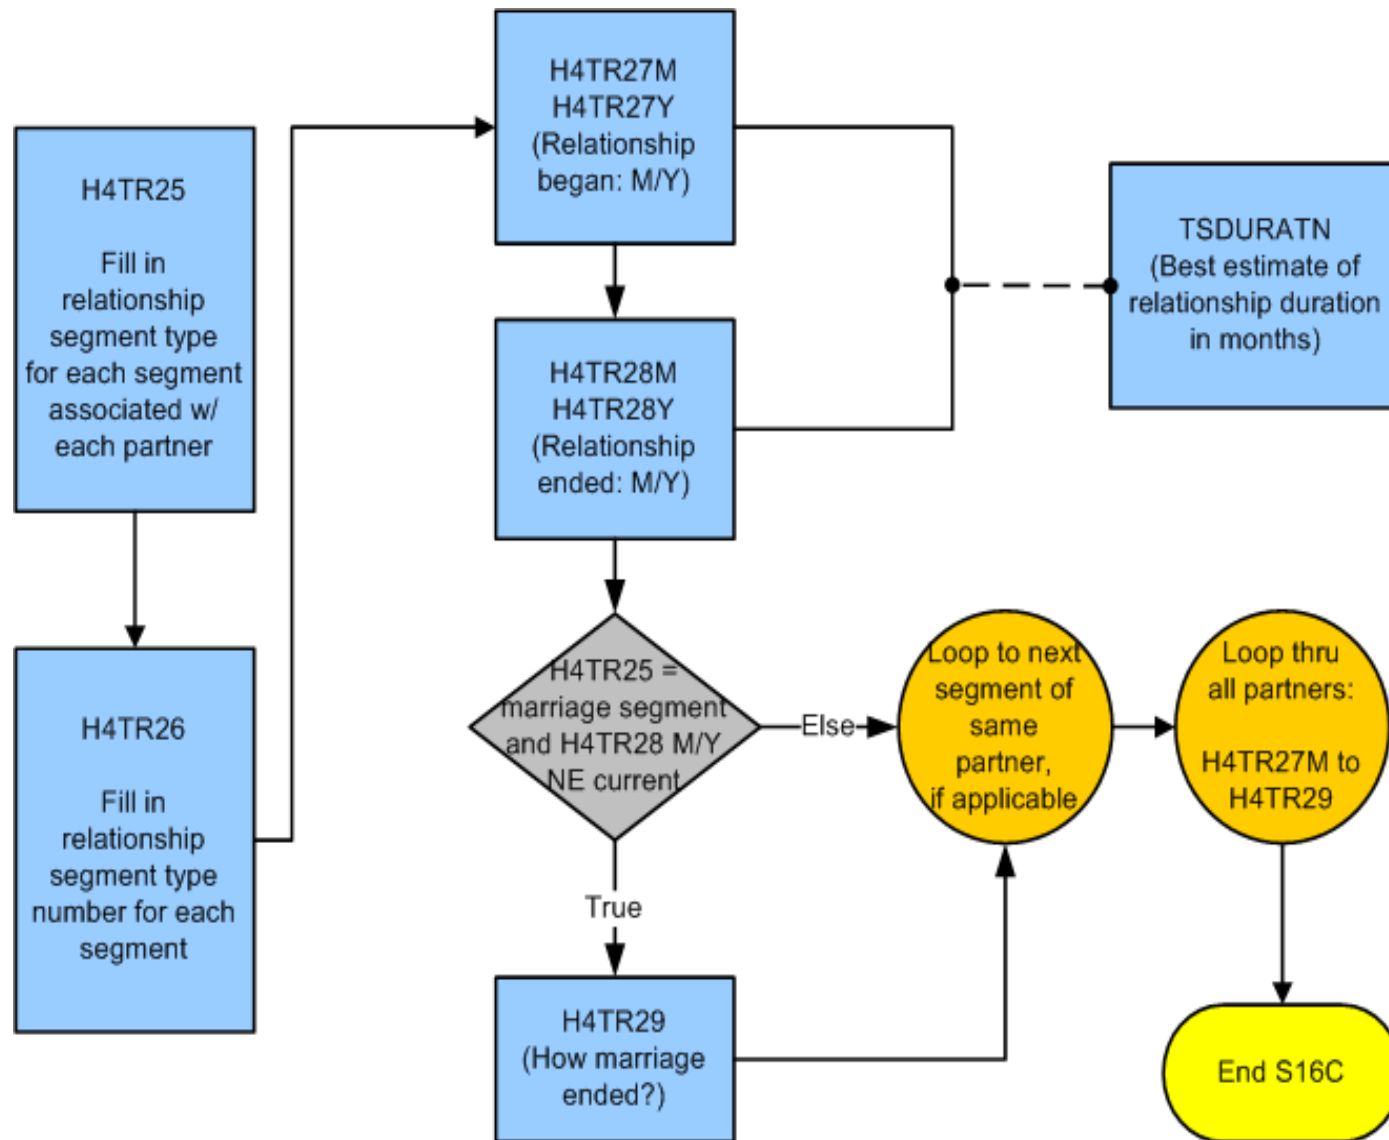 H4TR25
Fill in
relationship
segment type
for each segment
associated w/
each partner
H4TR26
Fill in
relationship
segment type
number for each
segment
H4TR27M
H4TR27Y
(Relationship
began: M/Y)
H4TR28M
H4TR28Y
(Relationship
ended: M/Y)
TSDURATN
(Best estimate of
relationship duration
in months)
H4TR25 =
marriage segment
and H4TR28 M/Y
NE current
Else
True
H4TR29
(How marriage
ended?)
Loop to next
segment of
same
partner,
if applicable
Loop thru
all partners:
H4TR27M to
H4TR29
End S16C